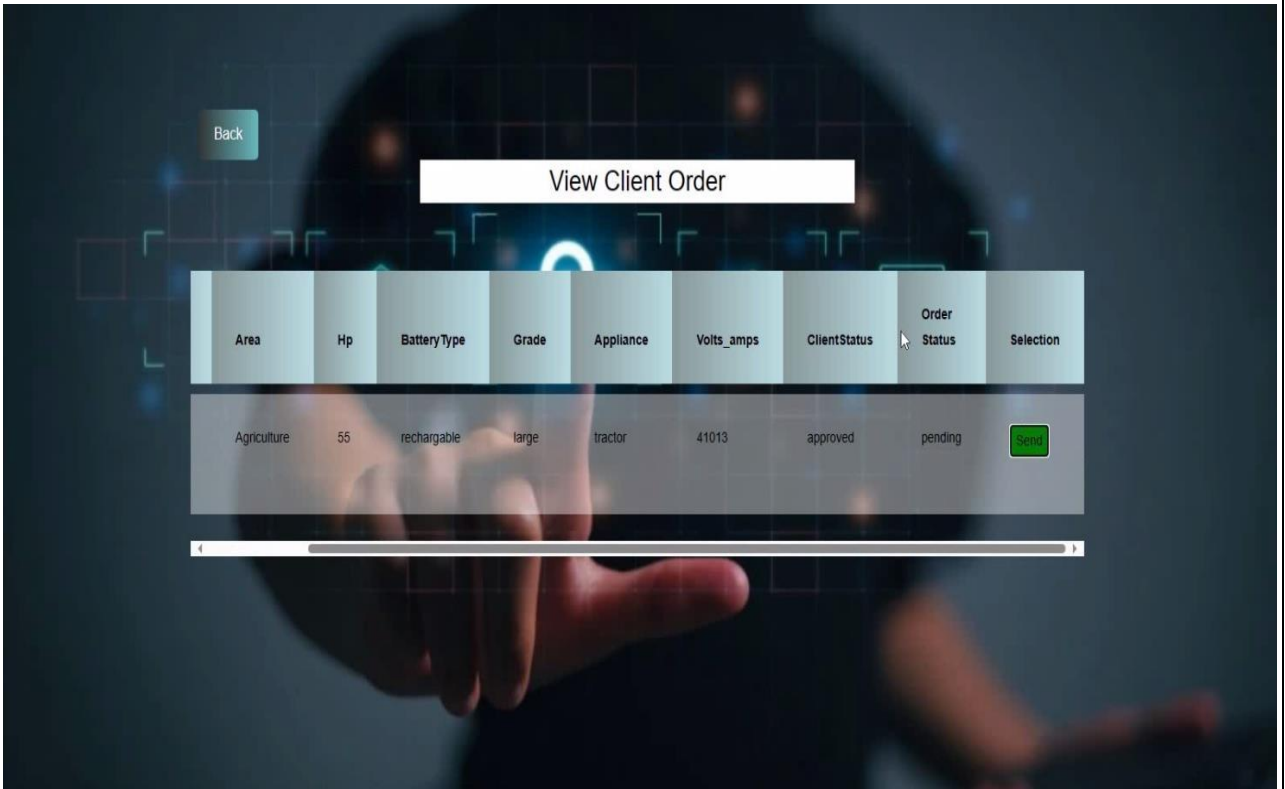 Back
View Client Order
Area Hp BatteryType Grade Appliance Volts_amps ClientStatus Order Status Selection
Agriculture 55 rechargable large tractor 41013 approved pending Send